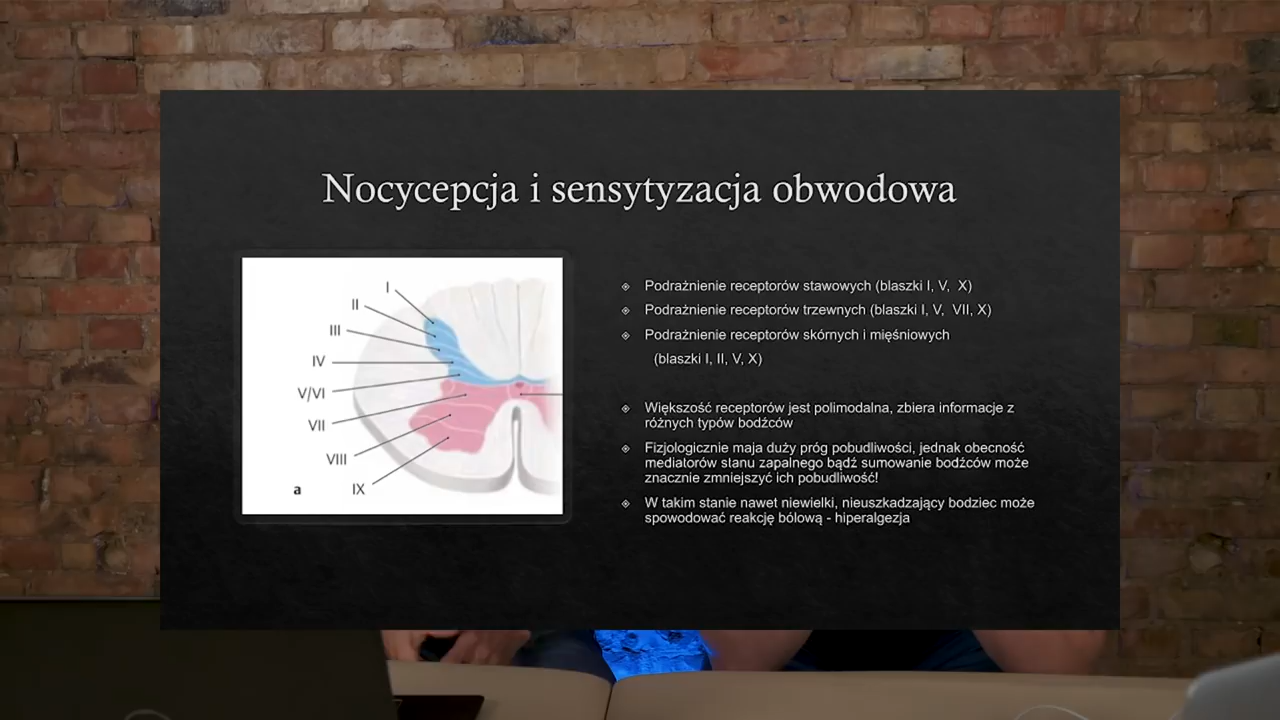 Nocycepcja i sensytyzacja obwodowa
I
II
III
IV
V/VI
VII
VIII
IX
a
Podrażnienie receptorów stawowych (blaszki I, V, X)
Podrażnienie receptorów trzewnych (blaszki I, V, VII, X)
Podrażnienie receptorów skórnych i mięśniowych
(blaszki I, II, V, X)
Większość receptorów jest polimodalna, zbiera informacje z
różnych typów bodźców
Fizjologicznie maja duży próg pobudliwości, jednak obecność
mediatorów stanu zapalnego bądź sumowanie bodźców może
znacznie zmniejszyć ich pobudliwość!
W takim stanie nawet niewielki, nieuszkadzający bodziec może
spowodować reakcję bólową - hiperalgezja